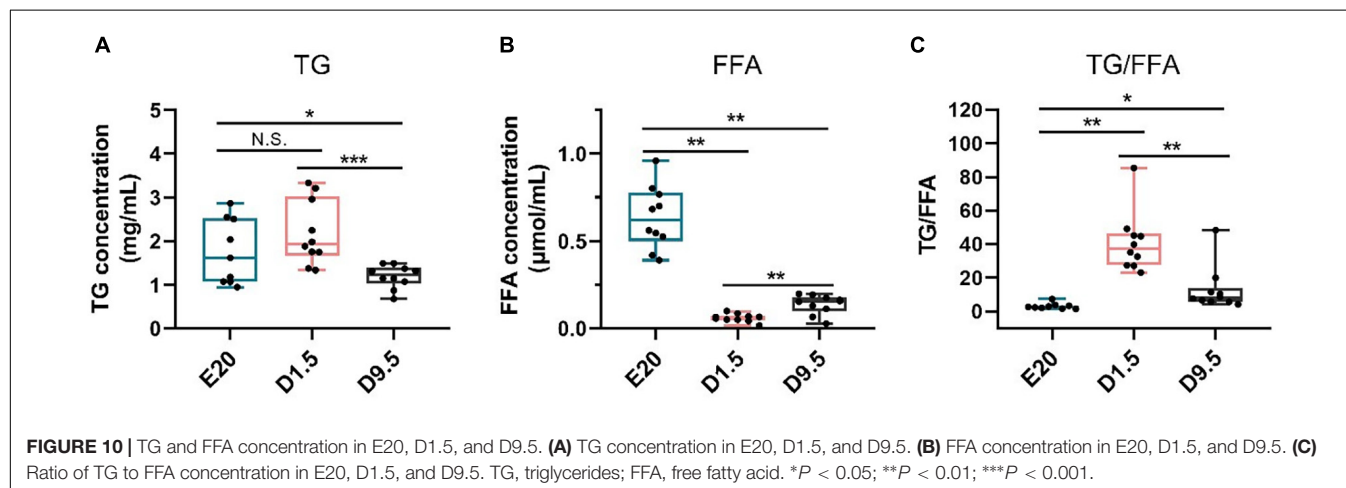 A
TG
TG concentration
(mg/mL)
5
4
3
2
1
0
*
N.S.
***
E20
D1.5
D9.5
B
FFA
FFA concentration
(μmol/mL)
1.0
0.5
0.0
**
**
**
E20
D1.5
D9.5
C
TG/FFA
TG/FFA
120
100
80
60
40
20
0
*
**
**
E20
D1.5
D9.5
FIGURE 10 | TG and FFA concentration in E20, D1.5, and D9.5. (A) TG concentration in E20, D1.5, and D9.5. (B) FFA concentration in E20, D1.5, and D9.5. (C)
Ratio of TG to FFA concentration in E20, D1.5, and D9.5. TG, triglycerides; FFA, free fatty acid. *P < 0.05; **P < 0.01; ***P < 0.001.